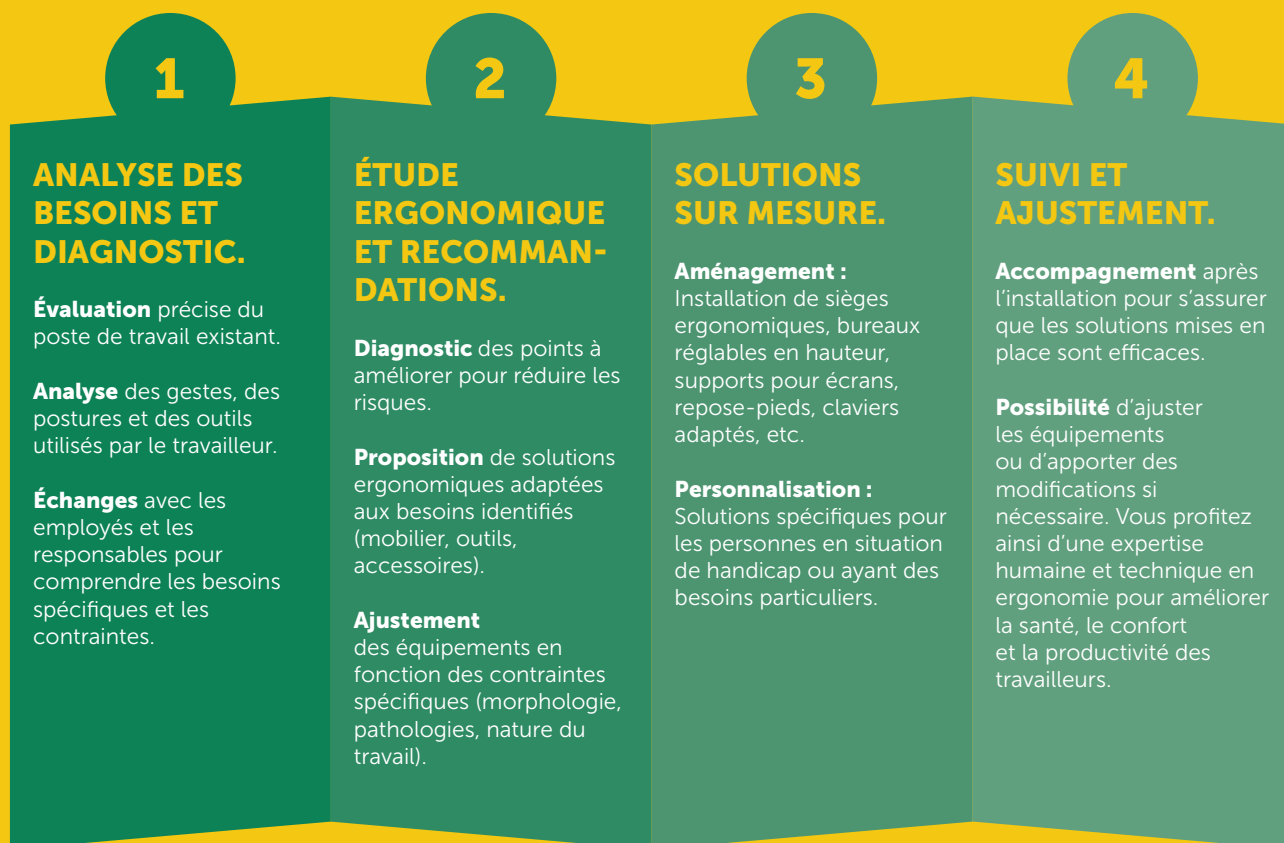 1
ANALYSE DES
BESOINS ET
DIAGNOSTIC.
Évaluation précise du
poste de travail existant.
Analyse des gestes, des
postures et des outils
utilisés par le travailleur.
Échanges avec les
employés et les
responsables pour
comprendre les besoins
spécifiques et les
contraintes.
2
ÉTUDE
ERGONOMIQUE
ET RECOMMAN-
DATIONS.
Diagnostic des points à
améliorer pour réduire les
risques.
Proposition de solutions
ergonomiques adaptées
aux besoins identifiés
(mobilier, outils,
accessoires).
Ajustement
des équipements en
fonction des contraintes
spécifiques (morphologie,
pathologies, nature du
travail).
3
SOLUTIONS
SUR MESURE.
Aménagement :
Installation de sièges
ergonomiques, bureaux
réglables en hauteur,
supports pour écrans,
repose-pieds, claviers
adaptés, etc.
Personnalisation :
Solutions spécifiques pour
les personnes en situation
de handicap ou ayant des
besoins particuliers.
4
SUIVI ET
AJUSTEMENT.
Accompagnement après
l’installation pour s’assurer
que les solutions mises en
place sont efficaces.
Possibilité d’ajuster
les équipements
ou d’apporter des
modifications si
nécessaire. Vous profitez
ainsi d’une expertise
humaine et technique en
ergonomie pour améliorer
la santé, le confort
et la productivité des
travailleurs.